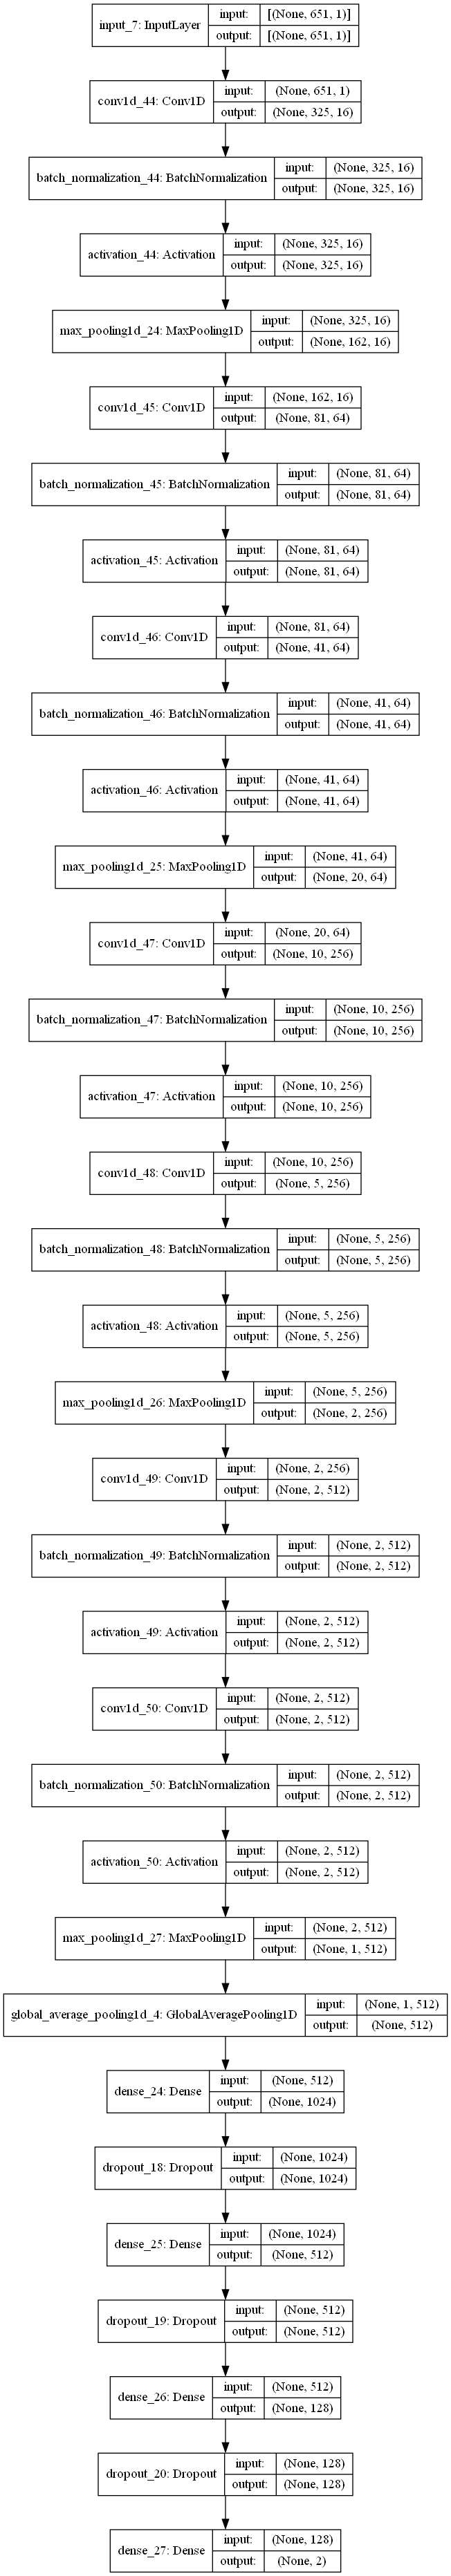 input_7: InputLayer input: [(None, 651, 1)]
output: [(None, 651, 1)]
conv1d_44: Conv1D input: (None, 651, 1)
output: (None, 325, 16)
batch_normalization_44: BatchNormalization input: (None, 325, 16)
output: (None, 325, 16)
activation_44: Activation input: (None, 325, 16)
output: (None, 325, 16)
max_pooling1d_24: MaxPooling1D input: (None, 325, 16)
output: (None, 162, 16)
conv1d_45: Conv1D input: (None, 162, 16)
output: (None, 81, 64)
batch_normalization_45: BatchNormalization input: (None, 81, 64)
output: (None, 81, 64)
activation_45: Activation input: (None, 81, 64)
output: (None, 81, 64)
conv1d_46: Conv1D input: (None, 81, 64)
output: (None, 41, 64)
batch_normalization_46: BatchNormalization input: (None, 41, 64)
output: (None, 41, 64)
activation_46: Activation input: (None, 41, 64)
output: (None, 41, 64)
max_pooling1d_25: MaxPooling1D input: (None, 41, 64)
output: (None, 20, 64)
conv1d_47: Conv1D input: (None, 20, 64)
output: (None, 10, 256)
batch_normalization_47: BatchNormalization input: (None, 10, 256)
output: (None, 10, 256)
activation_47: Activation input: (None, 10, 256)
output: (None, 10, 256)
conv1d_48: Conv1D input: (None, 10, 256)
output: (None, 5, 256)
batch_normalization_48: BatchNormalization input: (None, 5, 256)
output: (None, 5, 256)
activation_48: Activation input: (None, 5, 256)
output: (None, 5, 256)
max_pooling1d_26: MaxPooling1D input: (None, 5, 256)
output: (None, 2, 256)
conv1d_49: Conv1D input: (None, 2, 256)
output: (None, 2, 512)
batch_normalization_49: BatchNormalization input: (None, 2, 512)
output: (None, 2, 512)
activation_49: Activation input: (None, 2, 512)
output: (None, 2, 512)
conv1d_50: Conv1D input: (None, 2, 512)
output: (None, 2, 512)
batch_normalization_50: BatchNormalization input: (None, 2, 512)
output: (None, 2, 512)
activation_50: Activation input: (None, 2, 512)
output: (None, 2, 512)
max_pooling1d_27: MaxPooling1D input: (None, 2, 512)
output: (None, 1, 512)
global_average_pooling1d_4: GlobalAveragePooling1D input: (None, 1, 512)
output: (None, 512)
dense_24: Dense input: (None, 512)
output: (None, 1024)
dropout_18: Dropout input: (None, 1024)
output: (None, 1024)
dense_25: Dense input: (None, 1024)
output: (None, 512)
dropout_19: Dropout input: (None, 512)
output: (None, 512)
dense_26: Dense input: (None, 512)
output: (None, 128)
dropout_20: Dropout input: (None, 128)
output: (None, 128)
dense_27: Dense input: (None, 128)
output: (None, 2)